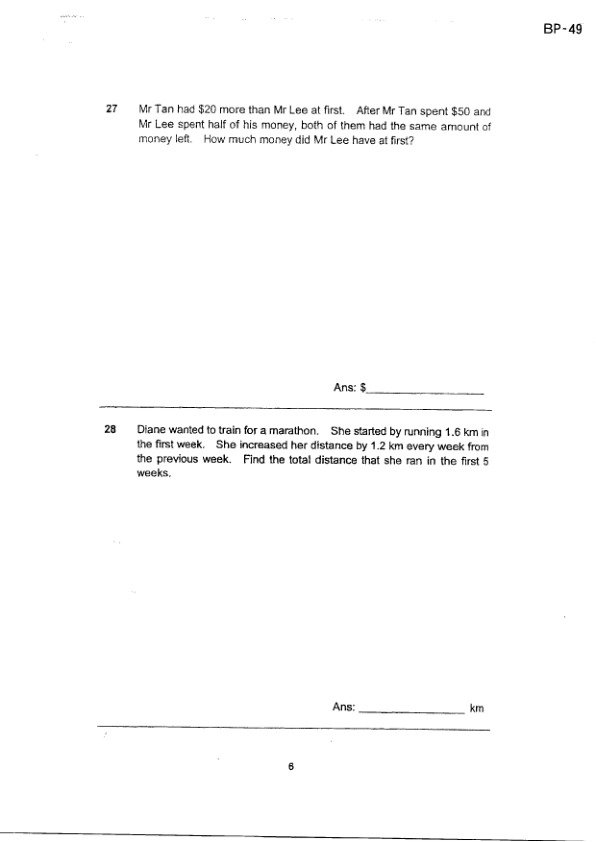 BP-49
27 Mr Tan had $20 more than Mr Lee at first. After Mr Tan spent $50 and
Mr Lee spent half of his money, both of them had the same amount of
money left. How much money did Mr Lee have at first?
Ans: $
28 Diane wanted to train for a marathon. She started by running 1.6 km in
the first week. She increased her distance by 1.2 km every week from
the previous week. Find the total distance that she ran in the first 5
weeks.
Ans: km
6